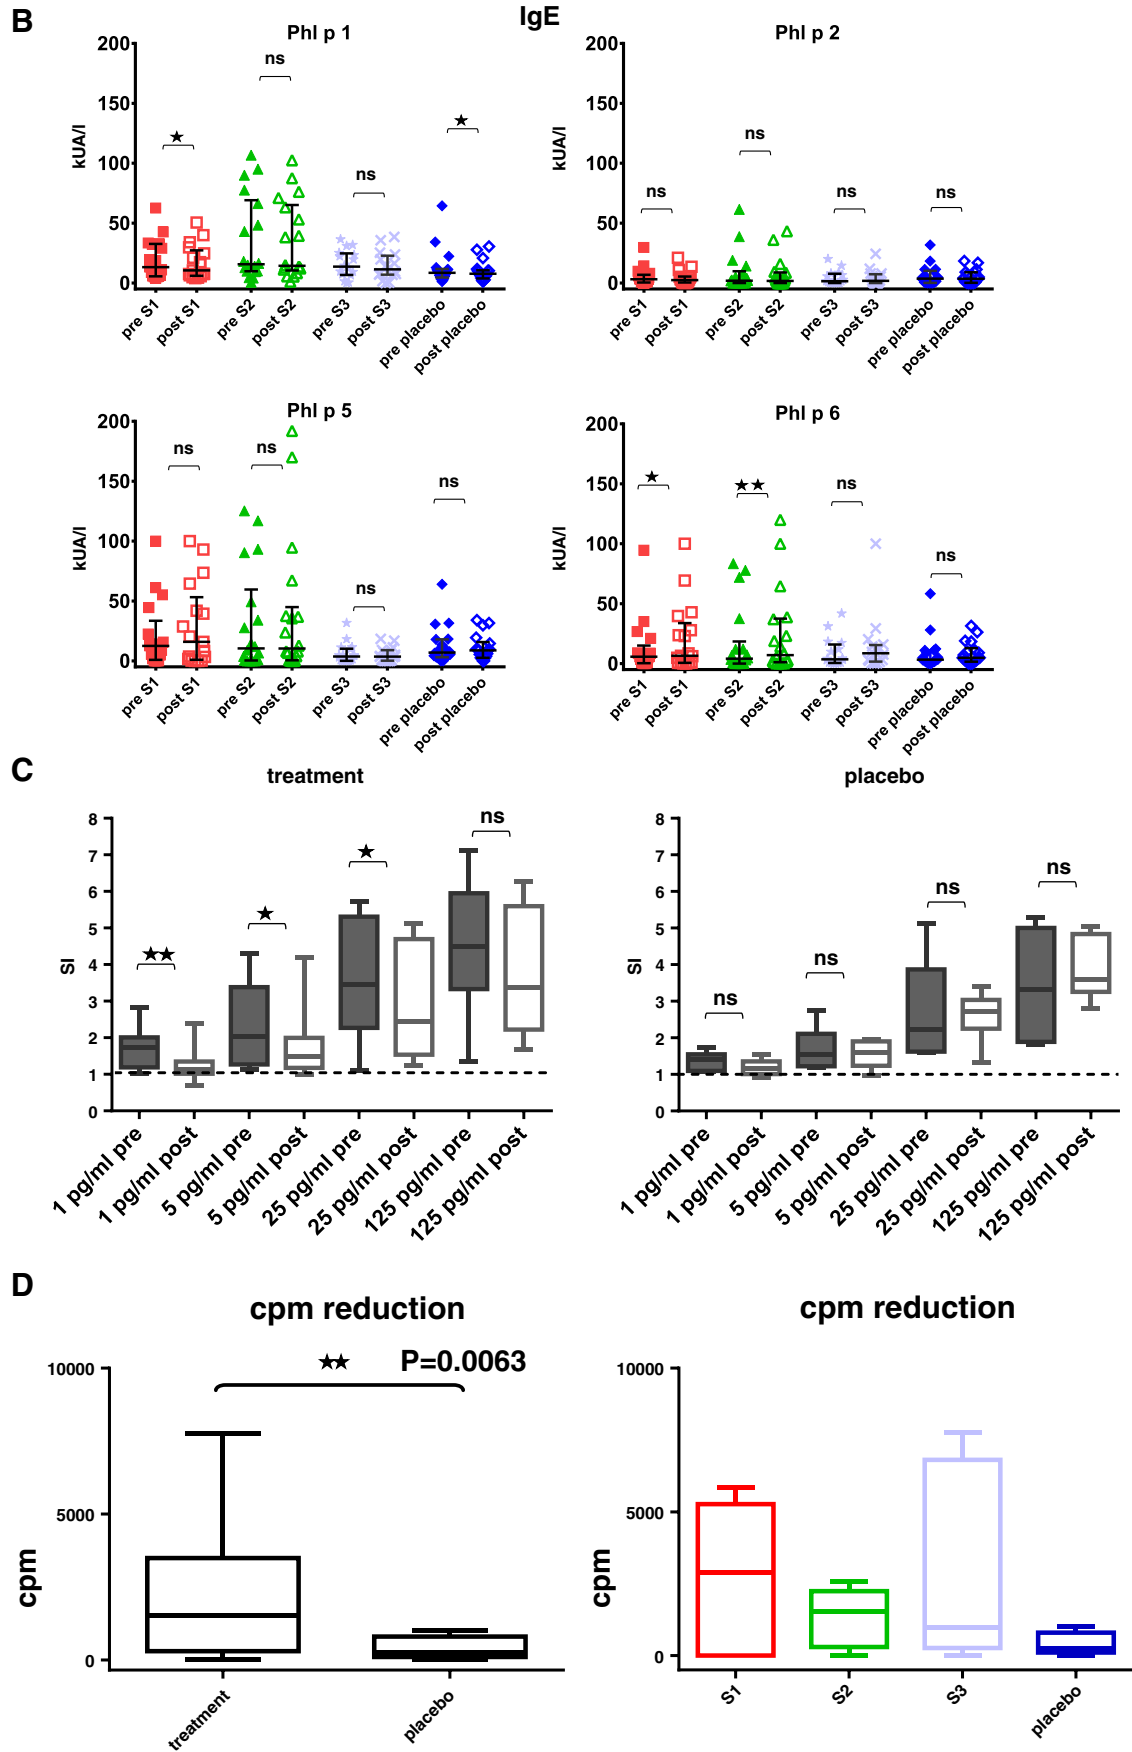 B
IgE
Phl p 1
Phl p 2
200
150
100
50
0
kUA/l
ns
ns
pre S1
post S1
pre S2
post S2
pre S3
post S3
pre placebo
post placebo
200
150
100
50
0
kUA/l
ns
ns
ns
ns
pre S1
post S1
pre S2
post S2
pre S3
post S3
pre placebo
post placebo
Phl p 5
Phl p 6
200
150
100
50
0
kUA/l
ns
ns
ns
ns
pre S1
post S1
pre S2
post S2
pre S3
post S3
pre placebo
post placebo
200
150
100
50
0
kUA/l
ns
ns
pre S1
post S1
pre S2
post S2
pre S3
post S3
pre placebo
post placebo
C
treatment
placebo
8
7
6
5
4
3
2
1
0
SI
ns
1 pg/ml pre
1 pg/ml post
5 pg/ml pre
5 pg/ml post
25 pg/ml pre
25 pg/ml post
125 pg/ml pre
125 pg/ml post
8
7
6
5
4
3
2
1
0
SI
ns
ns
ns
ns
1 pg/ml pre
1 pg/ml post
5 pg/ml pre
5 pg/ml post
25 pg/ml pre
25 pg/ml post
125 pg/ml pre
125 pg/ml post
D
cpm reduction
cpm reduction
P=0.0063
10000
5000
0
cpm
treatment
placebo
10000
5000
0
cpm
S1
S2
S3
placebo